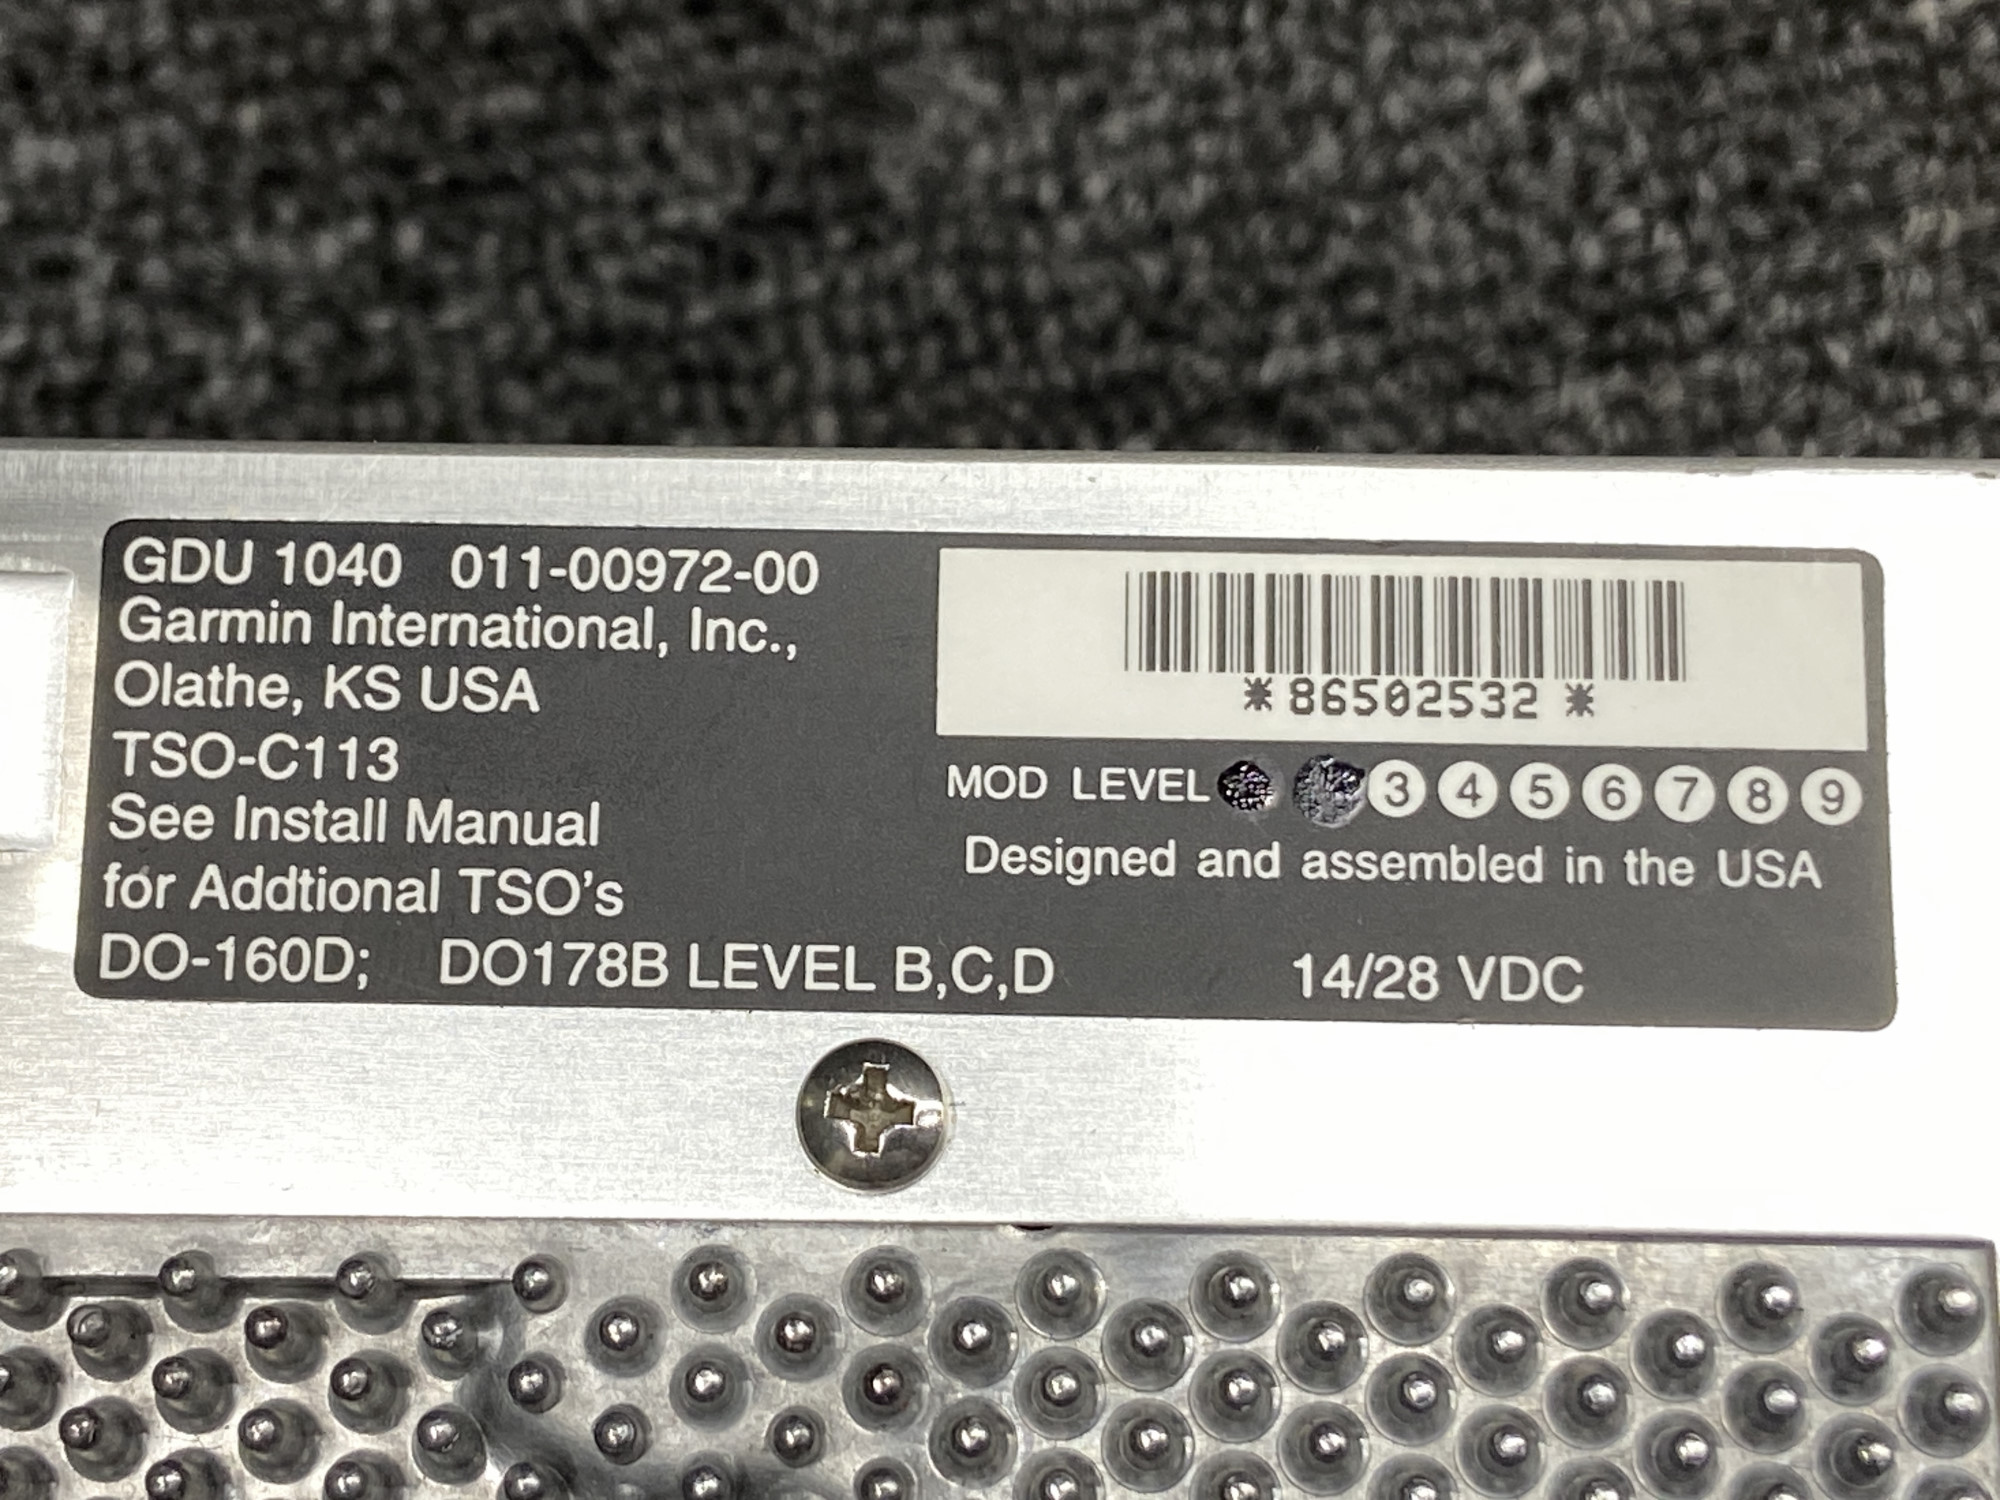 GDU 1040 011-00972-00
Garmin International, Inc.,
Olathe, KS USA
TSO-C113
See Install Manual
for Addtional TSO's
DO-160D; DO178B LEVEL B,C,D
*86502532*
MOD LEVEL 3 4 5 6 7 8 9
Designed and assembled in the USA
14/28 VDC